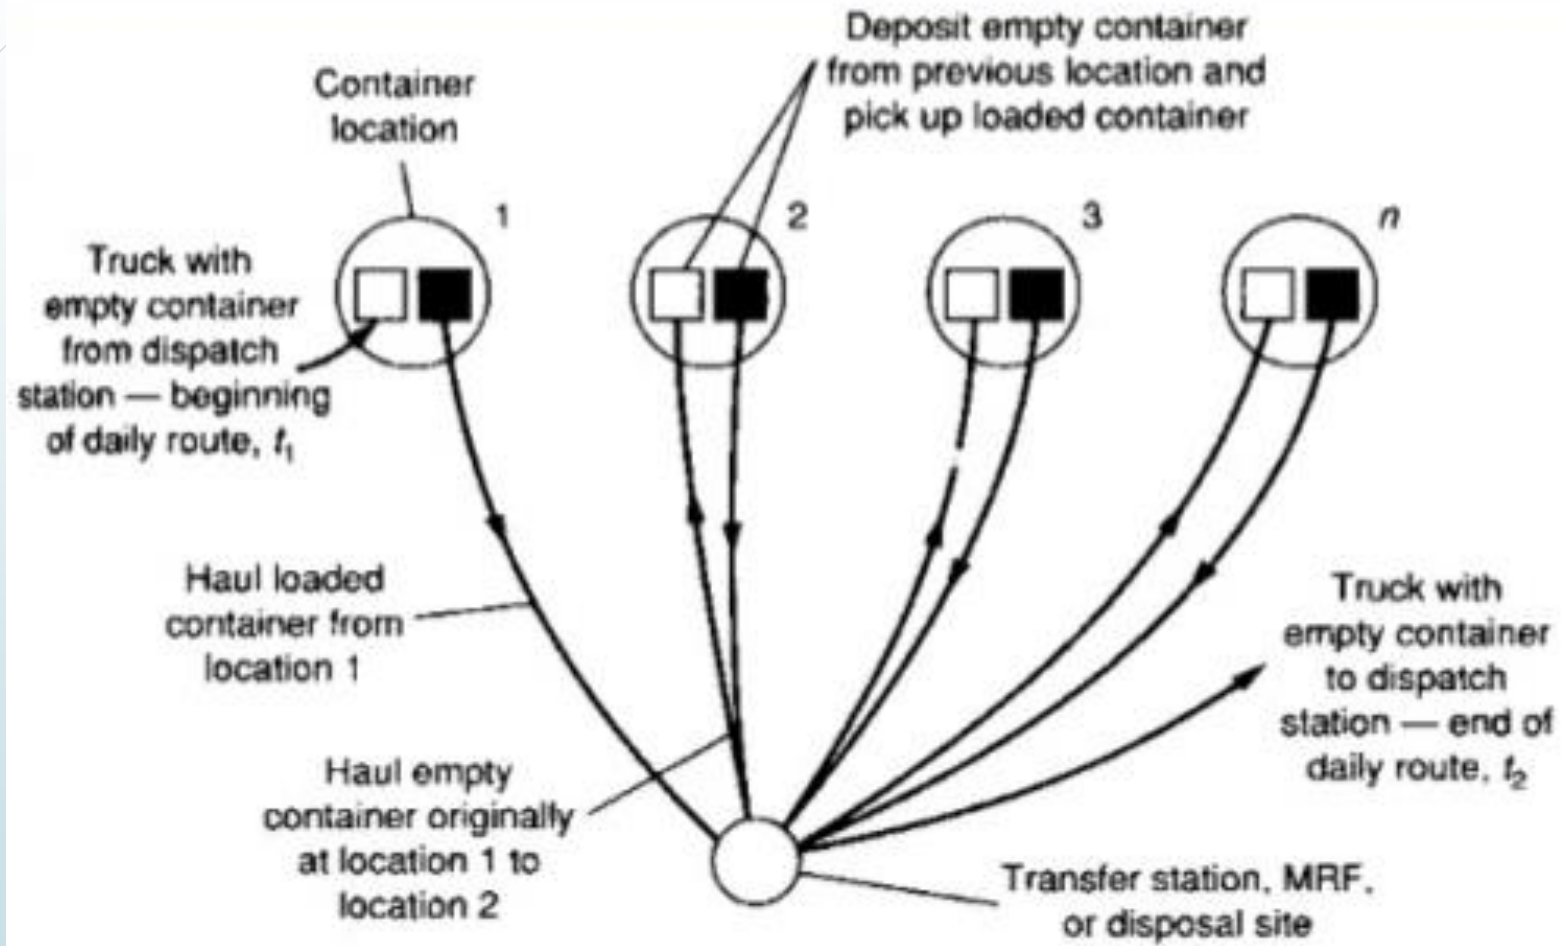 Deposit empty container
from previous location and
pick up loaded container
Container
location
1
2
3
n
Truck with
empty container
from dispatch
station — beginning
of daily route, t₁
Haul loaded
container from
location 1
Truck with
empty container
to dispatch
station — end of
daily route, t₂
Haul empty
container originally
at location 1 to
location 2
Transfer station, MRF,
or disposal site